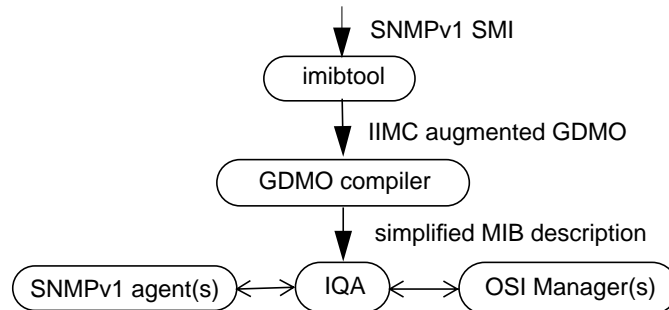 SNMPv1 SMI
imibtool
IIMC augmented GDMO
GDMO compiler
simplified MIB description
SNMPv1 agent(s)
IQA
OSI Manager(s)